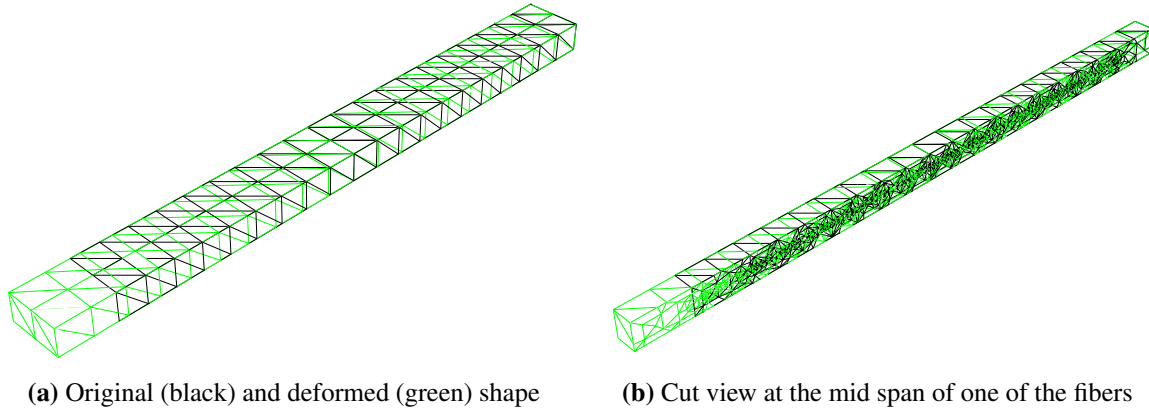 (a) Original (black) and deformed (green) shape
(b) Cut view at the mid span of one of the fibers